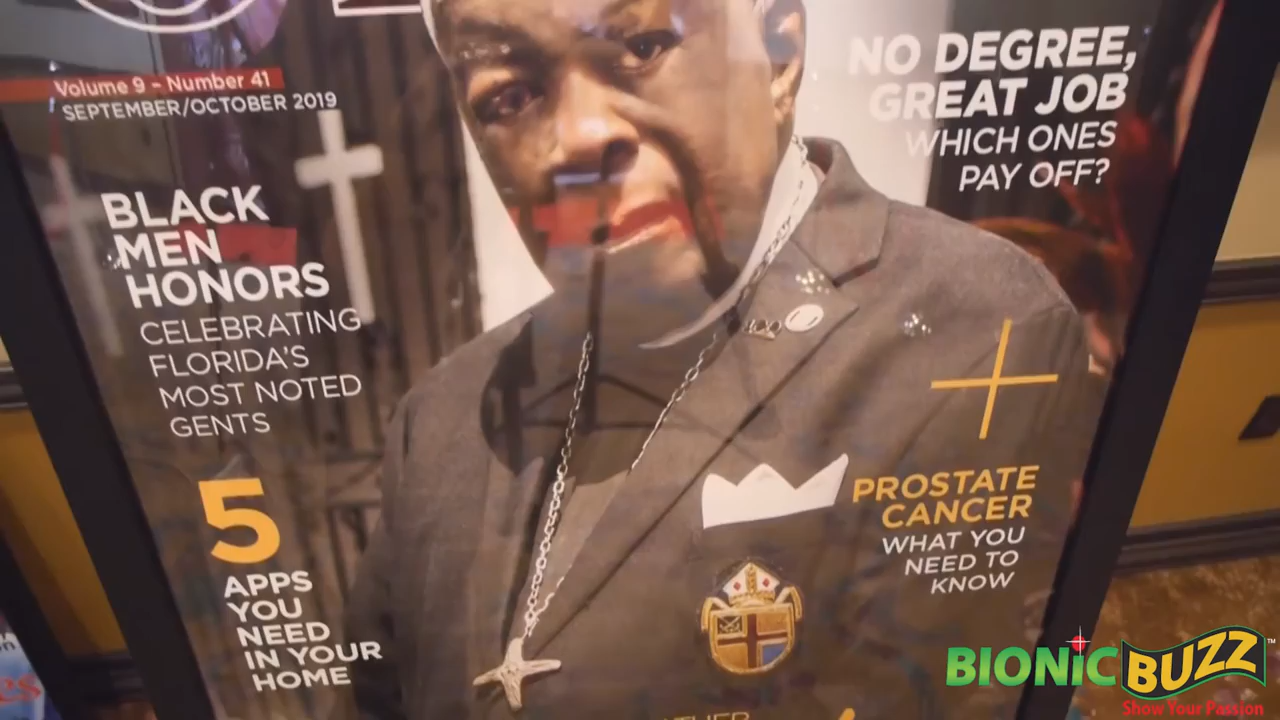 Volume 9 – Number 41
SEPTEMBER/OCTOBER 2019
NO DEGREE,
GREAT JOB
WHICH ONES
PAY OFF?
BLACK
MEN
HONORS
CELEBRATING
FLORIDA'S
MOST NOTED
GENTS
5
APPS
YOU
NEED
IN YOUR
HOME
PROSTATE
CANCER
WHAT YOU
NEED TO
KNOW
100
BIONIC BUZZ™
Show Your Passion